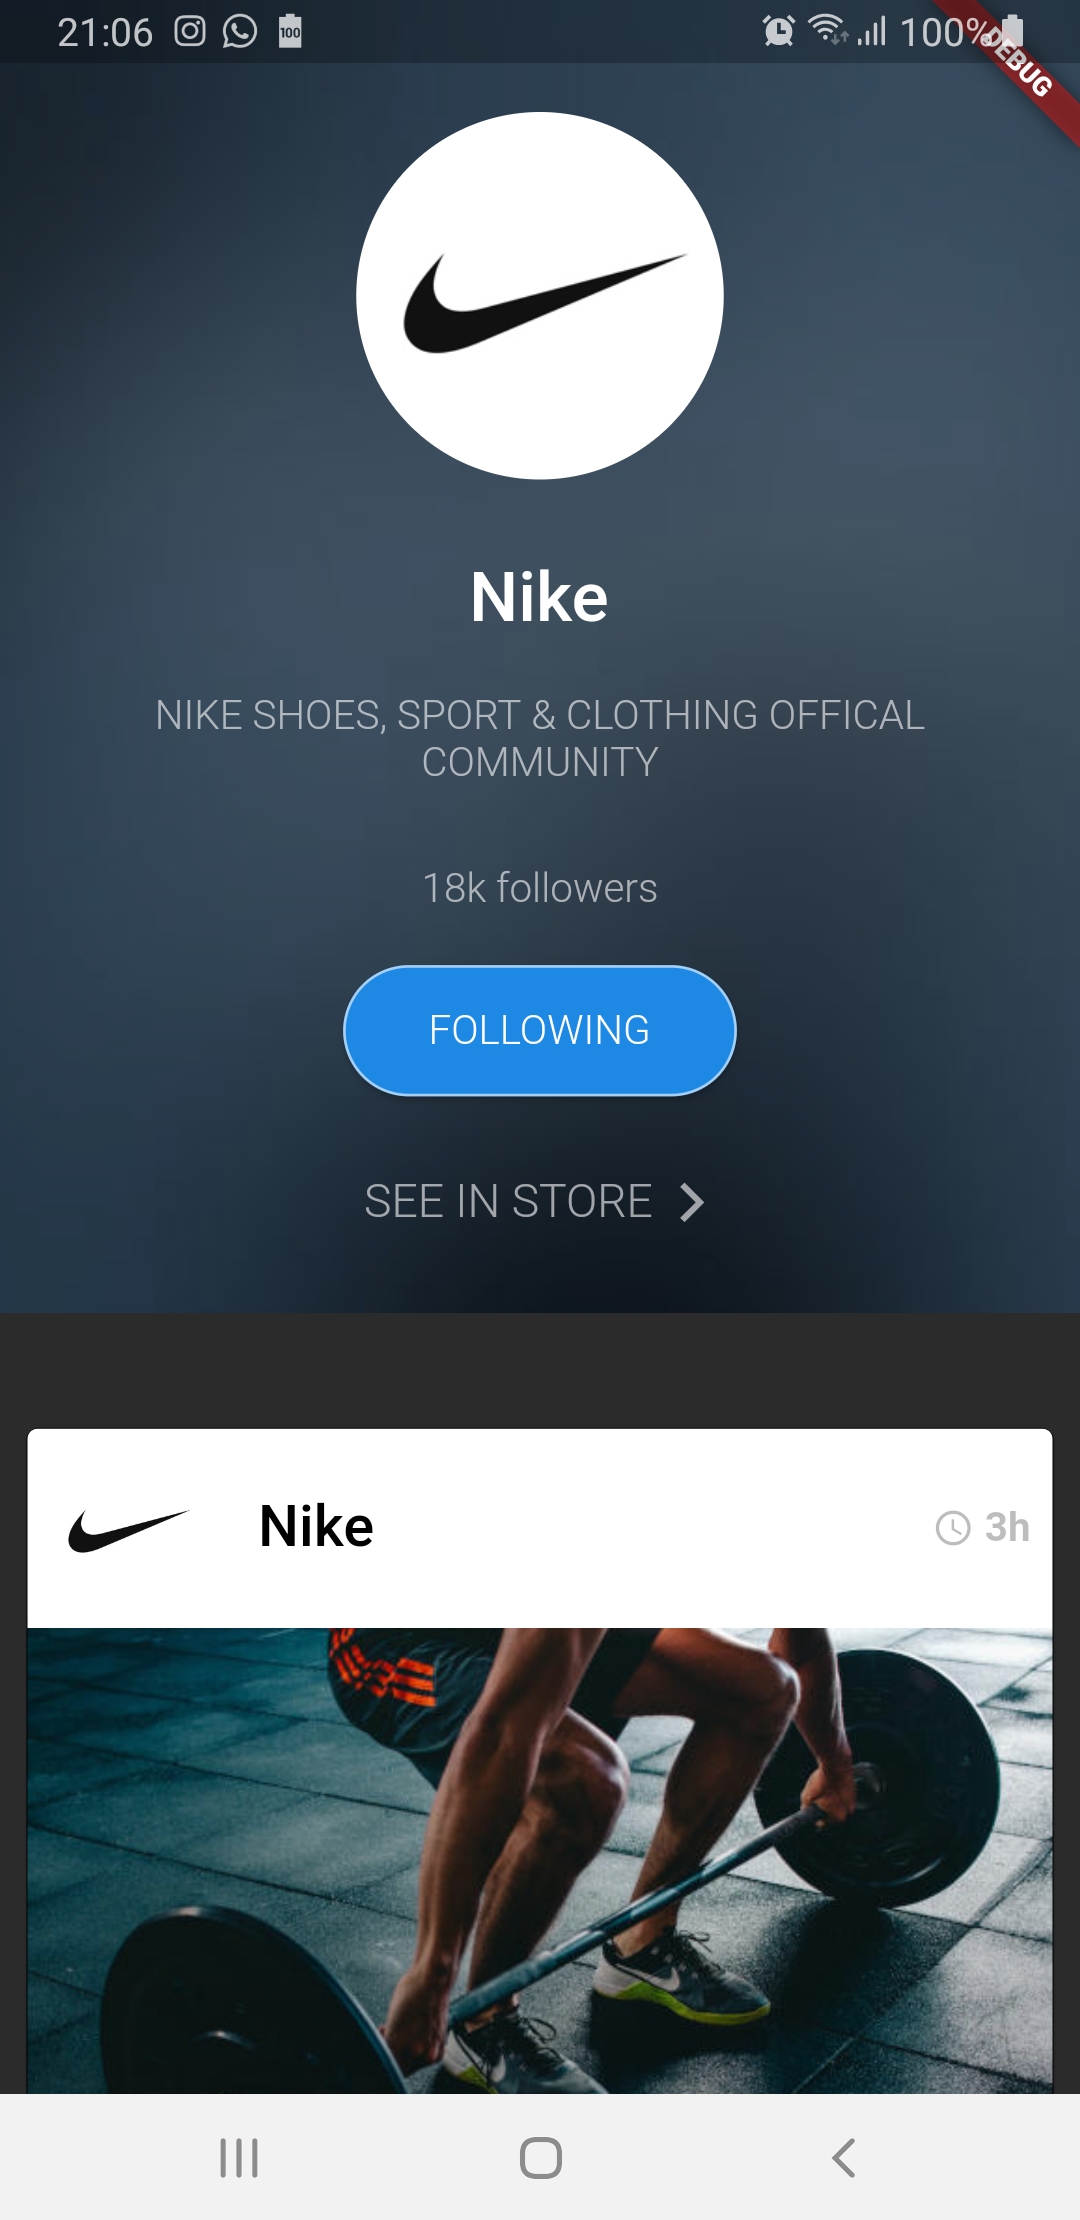 21:06
100
100%
DEBUG
Nike
NIKE SHOES, SPORT & CLOTHING OFFICAL
COMMUNITY
18k followers
FOLLOWING
SEE IN STORE
Nike
3h